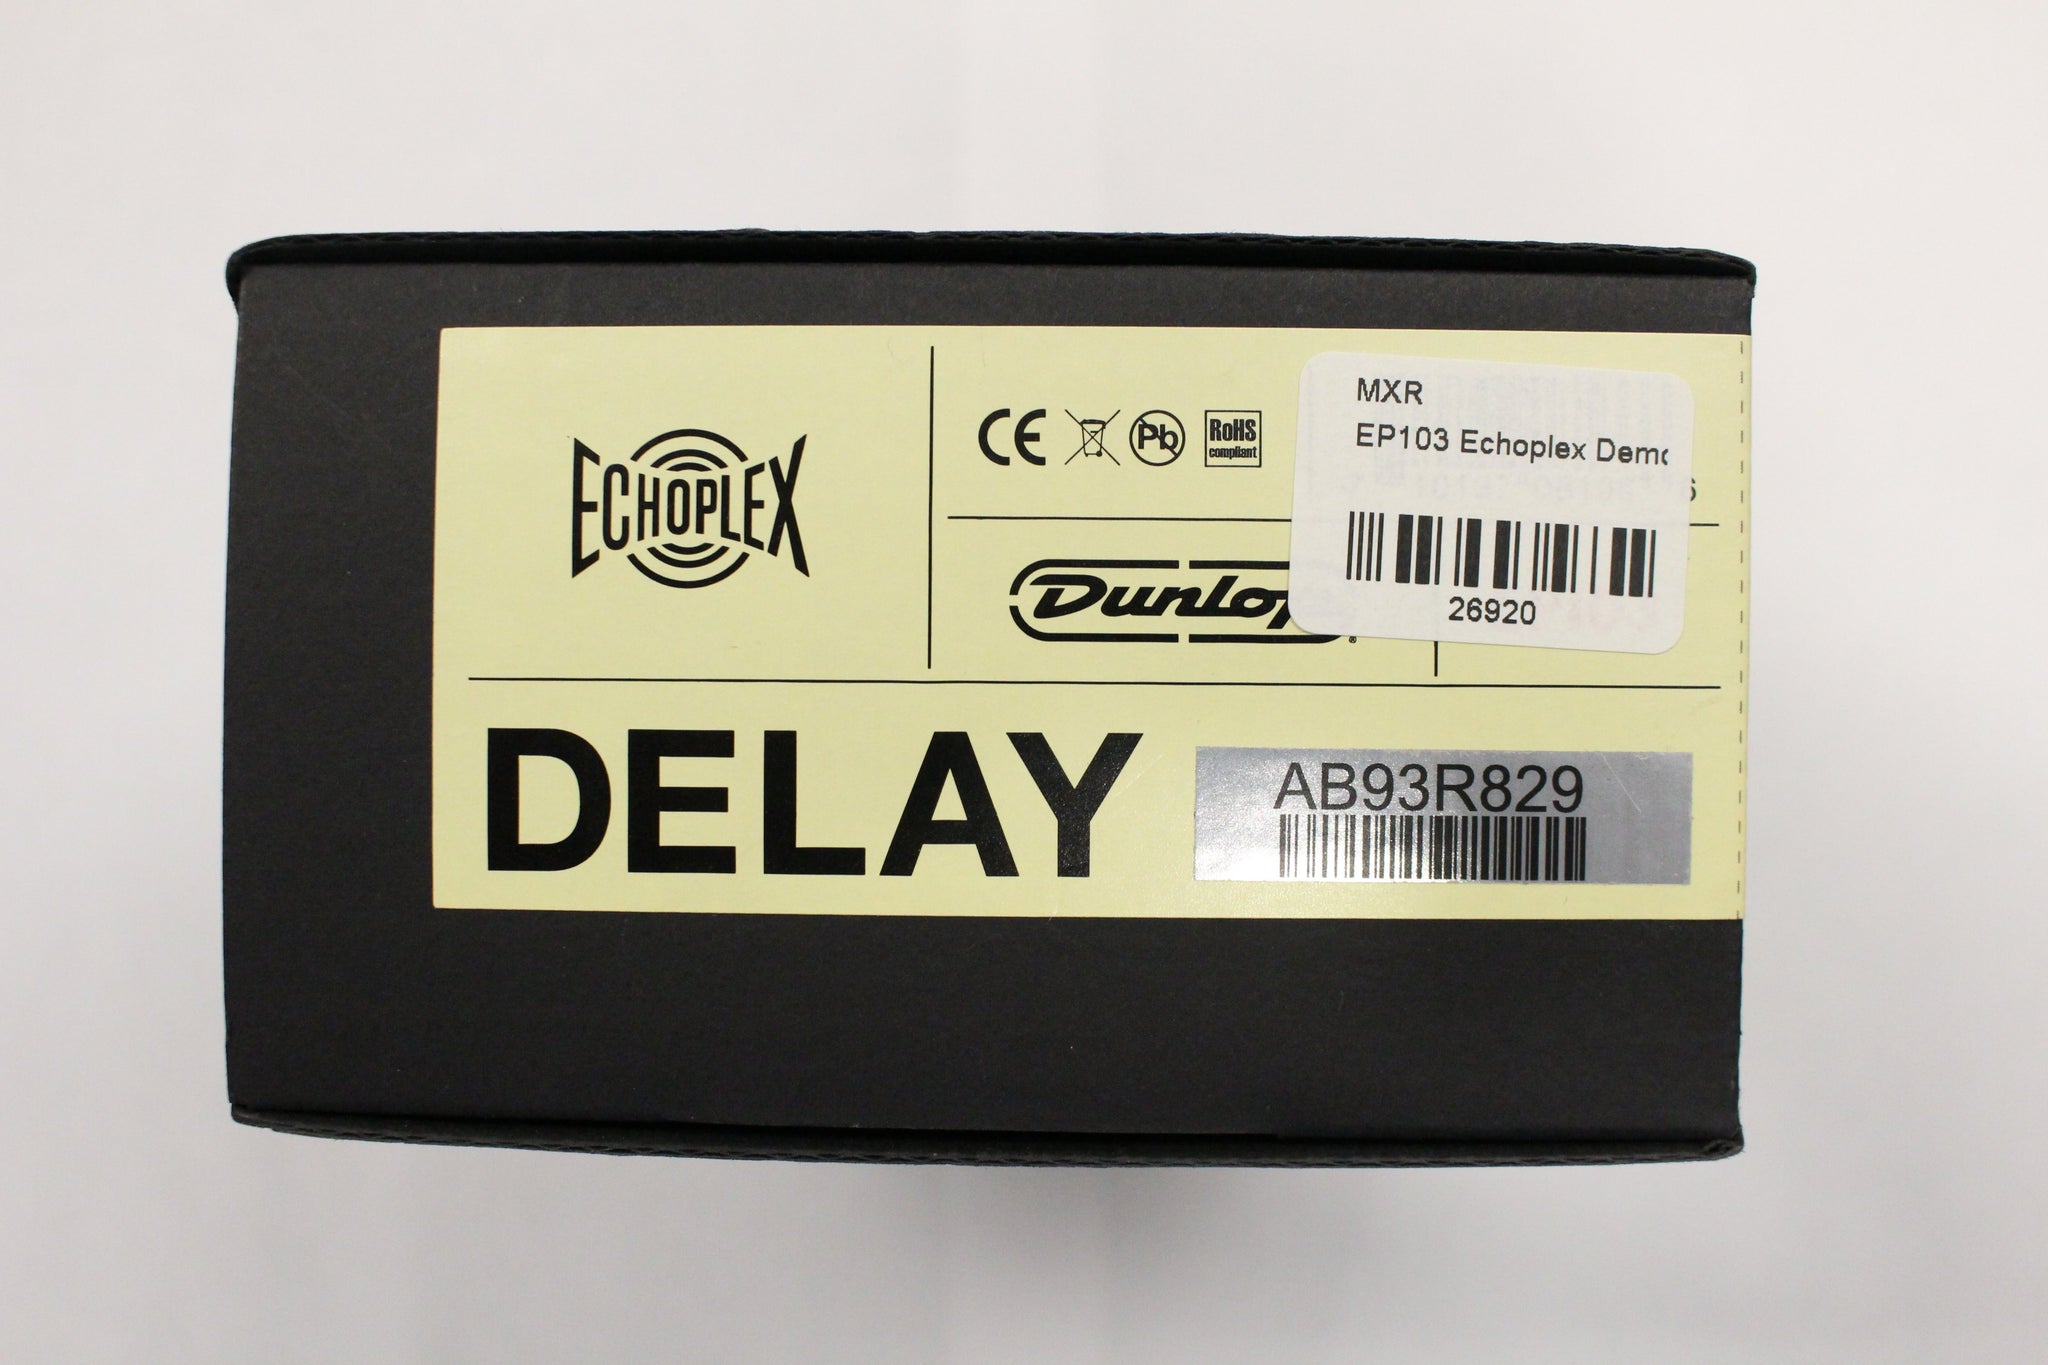 ECHOPLEX
CE Pb RoHS
compliant
MXR
EP103 Echoplex Demo
26920
Dunlop
®
DELAY
AB93R829